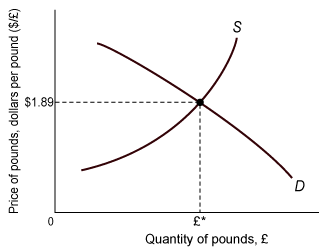 Price of pounds, dollars per pound ($/£)
S
$1.89
D
0
£*
Quantity of pounds, £